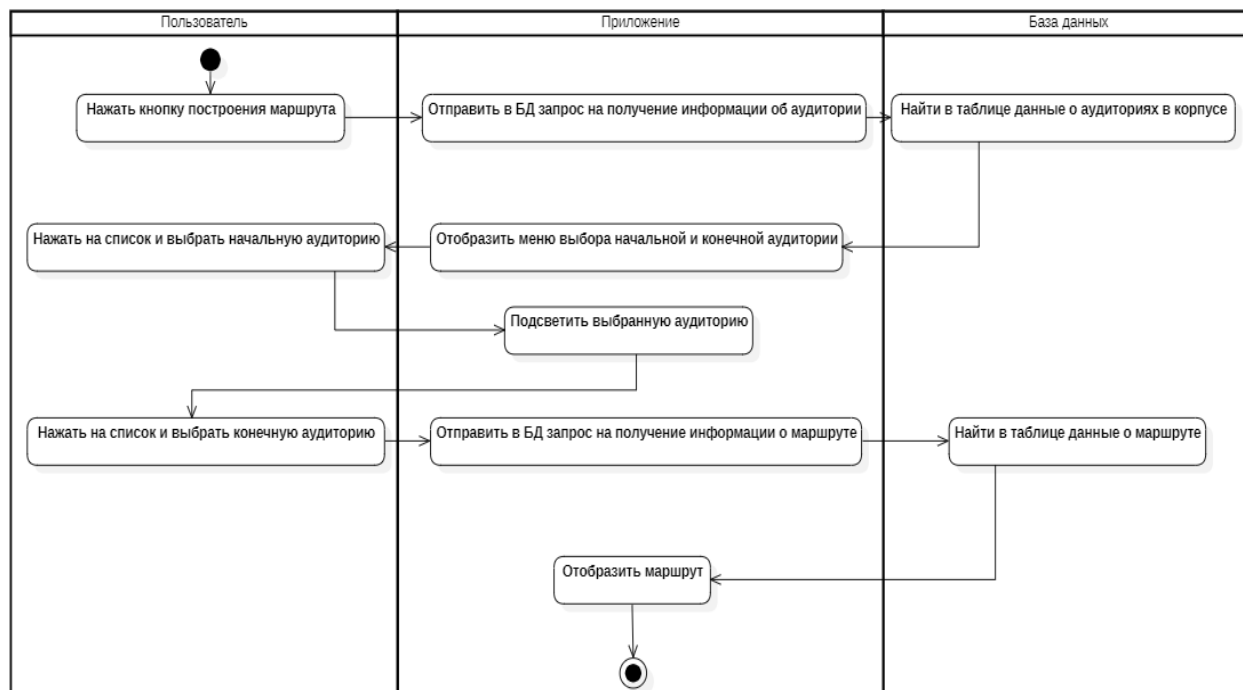 Пользователь
Приложение
База данных
Нажать кнопку построения маршрута
Отправить в БД запрос на получение информации об аудитории
Найти в таблице данные о аудиториях в корпусе
Нажать на список и выбрать начальную аудиторию
Отобразить меню выбора начальной и конечной аудитории
Подсветить выбранную аудиторию
Нажать на список и выбрать конечную аудиторию
Отправить в БД запрос на получение информации о маршруте
Найти в таблице данные о маршруте
Отобразить маршрут